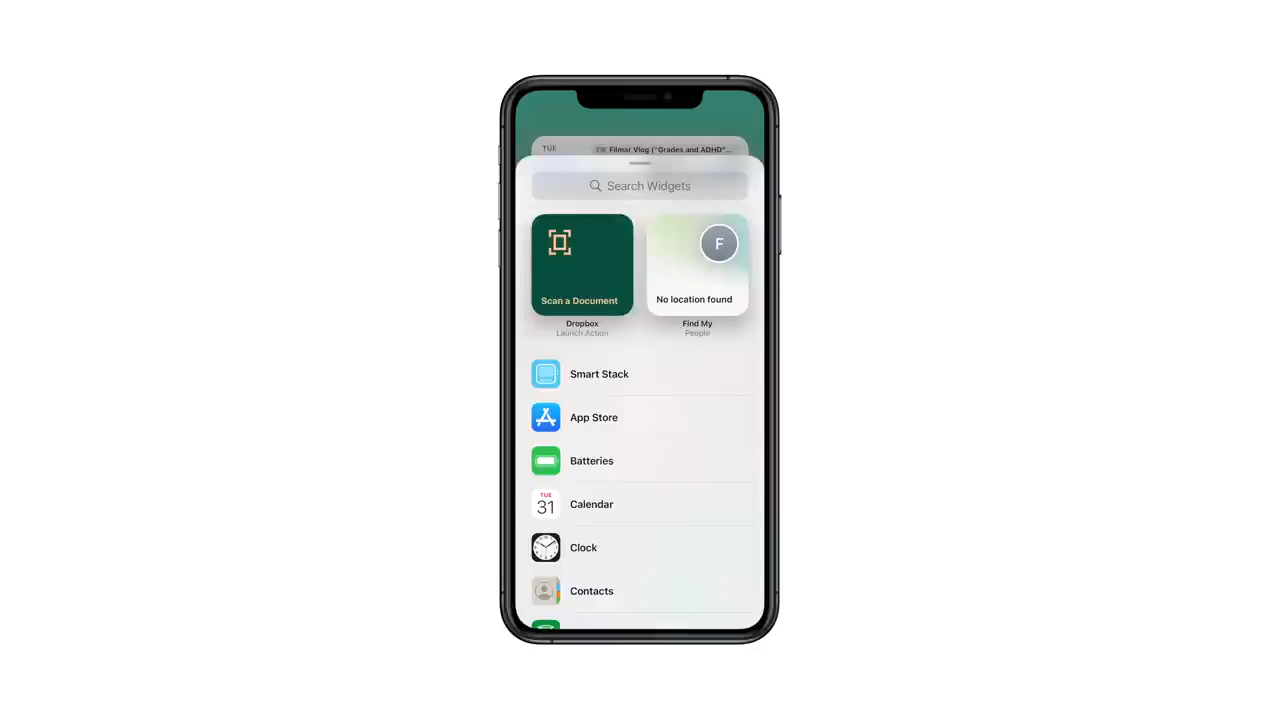 TUE Filmar Vlog ("Grades and ADHD"...
Search Widgets
F
Scan a Document
No location found
Dropbox
Launch Action
Find My
People
Smart Stack
App Store
Batteries
TUE
31
Calendar
Clock
Contacts